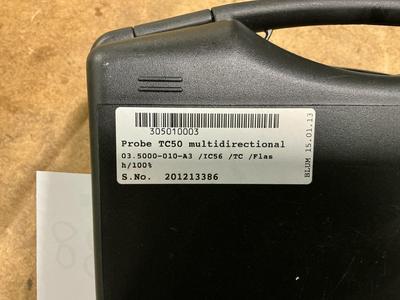 305010003
Probe TC50 multidirectional
03.5000-010-A3 /IC56 /TC /Flas
h/100%
S.No. 201213386
BLUM 15.01.13